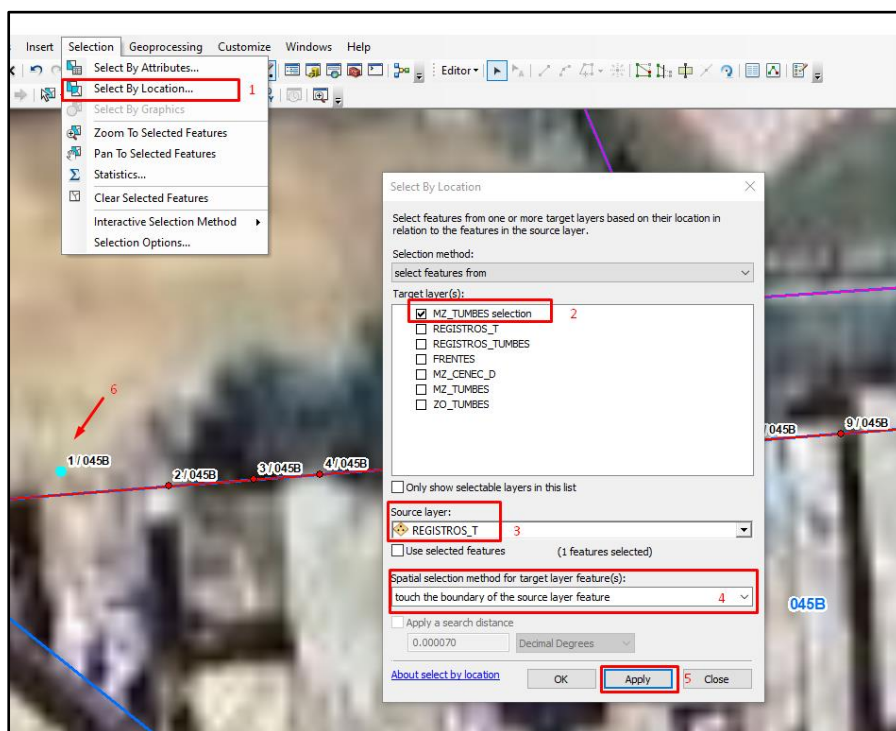 Insert Selection Geoprocessing Customize Windows Help
Select By Attributes...
Editor
Select By Location... 1
Select By Graphics
Zoom To Selected Features
Pan To Selected Features
Σ Statistics...
Clear Selected Features
Interactive Selection Method
Selection Options...
Select By Location
Select features from one or more target layers based on their location in
relation to the features in the source layer.
Selection method:
select features from
Target layer(s):
MZ_TUMBES selection 2
REGISTROS_T
REGISTROS_TUMBES
FRENTES
MZ_CENEC_D
MZ_TUMBES
ZO_TUMBES
Only show selectable layers in this list
Source layer:
REGISTROS_T 3
Use selected features (1 features selected)
Spatial selection method for target layer feature(s):
touch the boundary of the source layer feature 4
Apply a search distance
0.000070 Decimal Degrees
About select by location OK Apply 5 Close
6
1 / 045B
2 / 045B
3 / 045B
4 / 045B
/ 045B
9 / 045B
045B